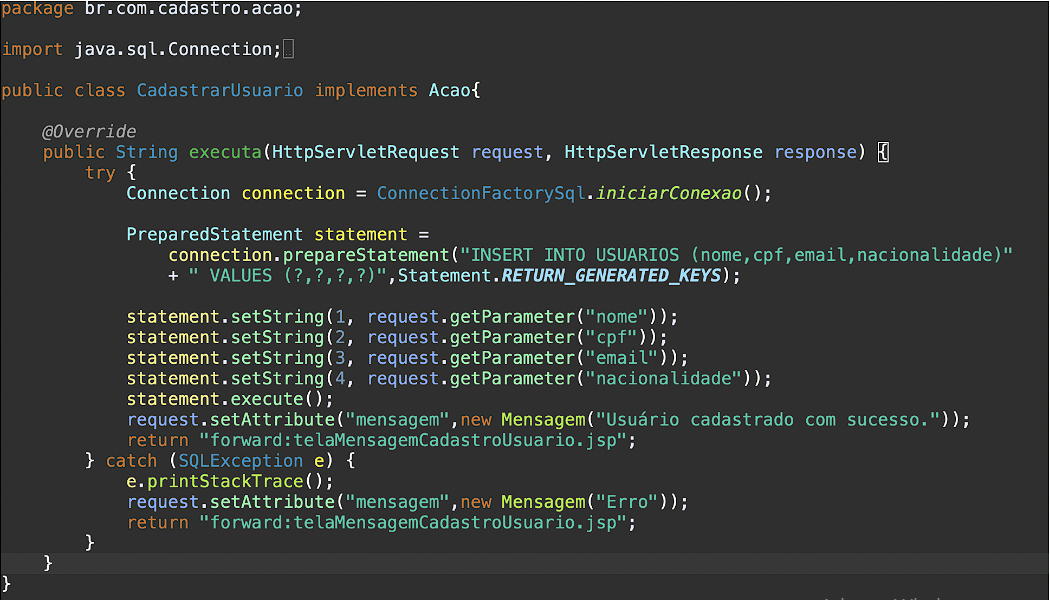 package br.com.cadastro.acao;
import java.sql.Connection;
public class CadastrarUsuario implements Acao{
@Override
public String executa(HttpServletRequest request, HttpServletResponse response) {
try {
Connection connection = ConnectionFactorySql.iniciarConexao();
PreparedStatement statement =
connection.prepareStatement("INSERT INTO USUARIOS (nome,cpf,email,nacionalidade)"
+ " VALUES (?,?,?,?)",Statement.RETURN_GENERATED_KEYS);
statement.setString(1, request.getParameter("nome"));
statement.setString(2, request.getParameter("cpf"));
statement.setString(3, request.getParameter("email"));
statement.setString(4, request.getParameter("nacionalidade"));
statement.execute();
request.setAttribute("mensagem",new Mensagem("Usuário cadastrado com sucesso."));
return "forward:telaMensagemCadastroUsuario.jsp";
} catch (SQLException e) {
e.printStackTrace();
request.setAttribute("mensagem",new Mensagem("Erro"));
return "forward:telaMensagemCadastroUsuario.jsp";
}
}
}